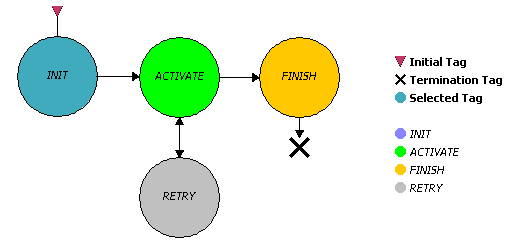 INIT
ACTIVATE
FINISH
RETRY
Initial Tag
Termination Tag
Selected Tag
INIT
ACTIVATE
FINISH
RETRY